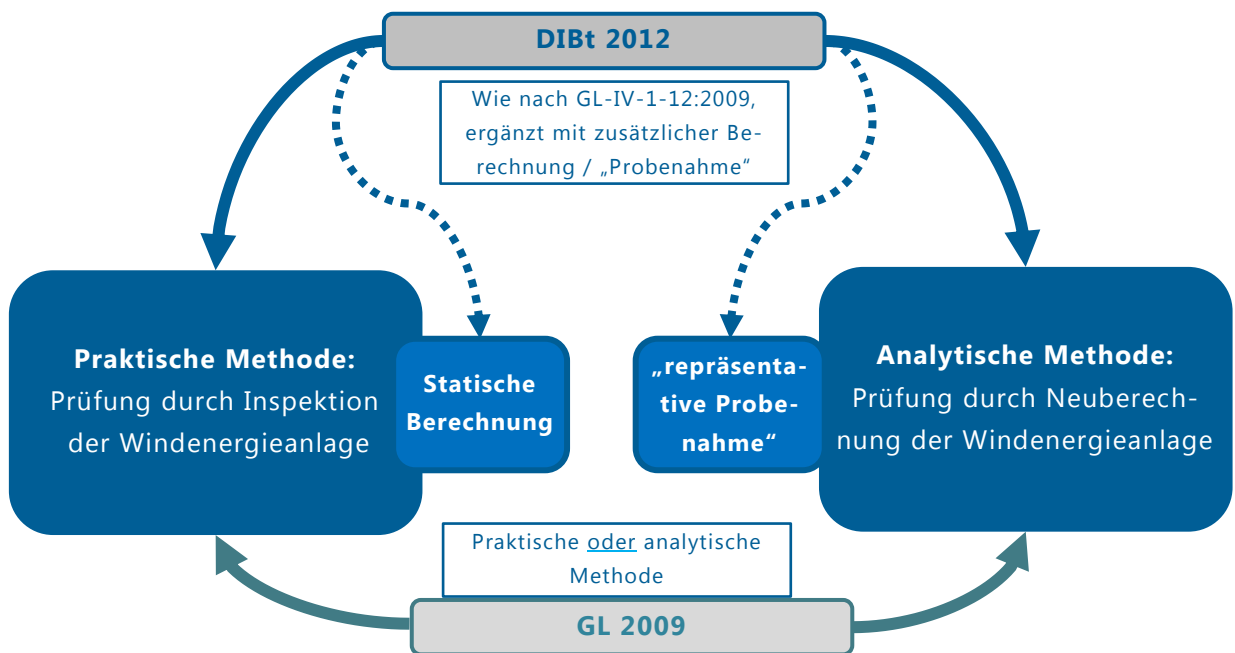 DIBt 2012
Wie nach GL-IV-1-12:2009,
ergänzt mit zusätzlicher Be-
rechnung / „Probenahme“
Praktische Methode:
Prüfung durch Inspektion
der Windenergieanlage
Statische
Berechnung
„repräsenta-
tive Probe-
nahme“
Analytische Methode:
Prüfung durch Neuberech-
nung der Windenergieanlage
Praktische oder analytische
Methode
GL 2009